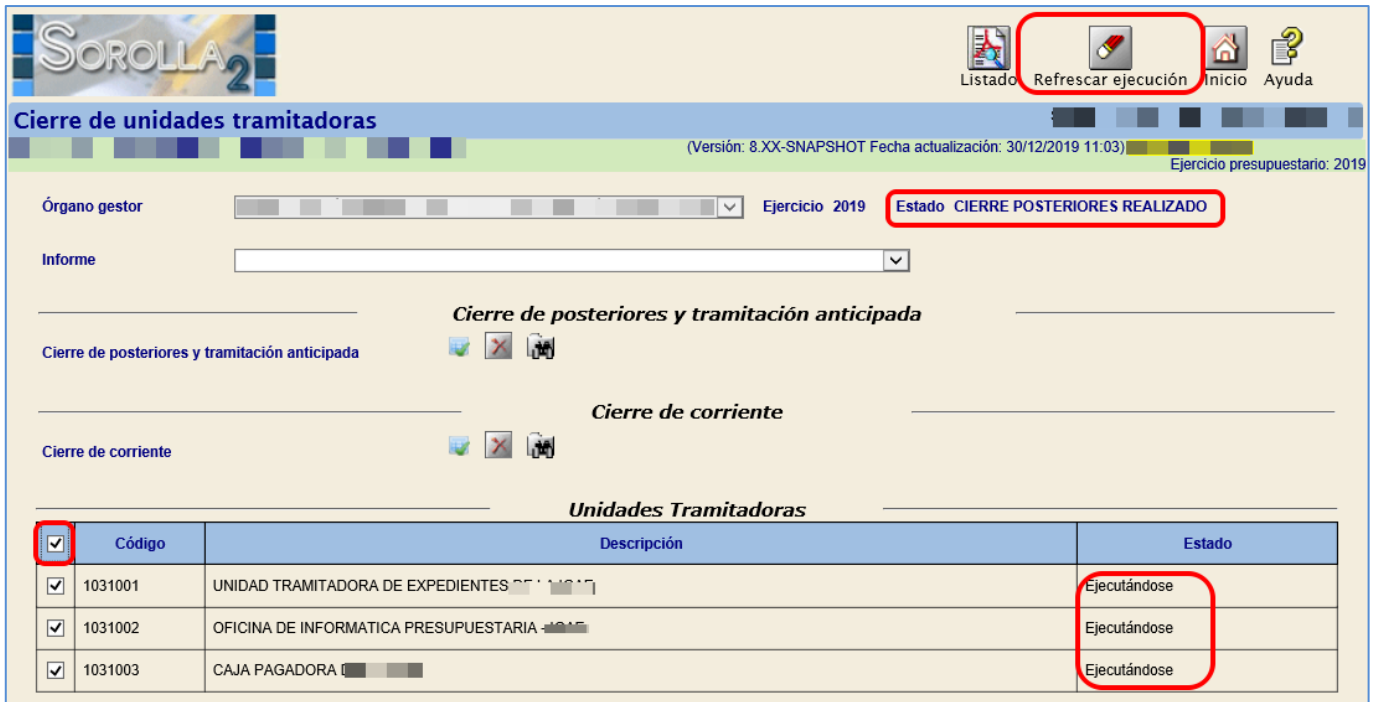 SOROLLA2
Listado Refrescar ejecución Inicio Ayuda
Cierre de unidades tramitadoras
(Versión: 8.XX-SNAPSHOT Fecha actualización: 30/12/2019 11:03)
Ejercicio presupuestario: 2019
Órgano gestor Ejercicio 2019 Estado CIERRE POSTERIORES REALIZADO
Informe
Cierre de posteriores y tramitación anticipada
Cierre de posteriores y tramitación anticipada
Cierre de corriente
Cierre de corriente
Unidades Tramitadoras
Código Descripción Estado
1031001 UNIDAD TRAMITADORA DE EXPEDIENTES Ejecutándose
1031002 OFICINA DE INFORMATICA PRESUPUESTARIA - Ejecutándose
1031003 CAJA PAGADORA Ejecutándose